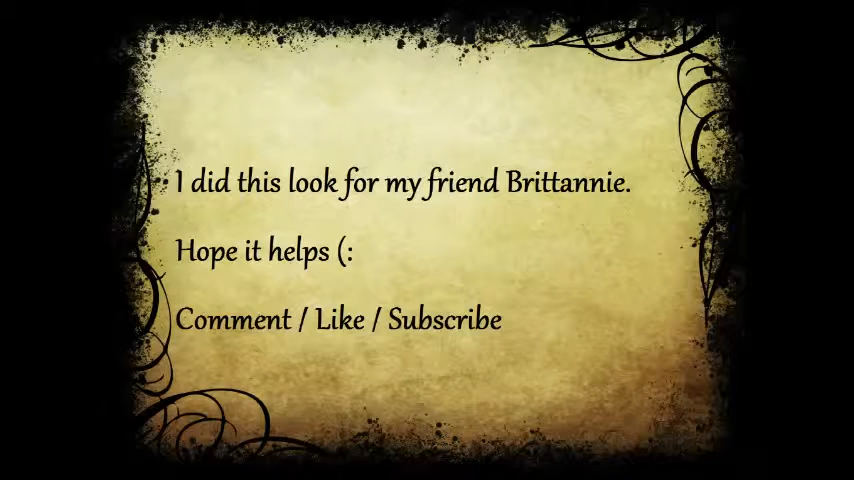 I did this look for my friend Brittannie.
Hope it helps (:
Comment / Like / Subscribe